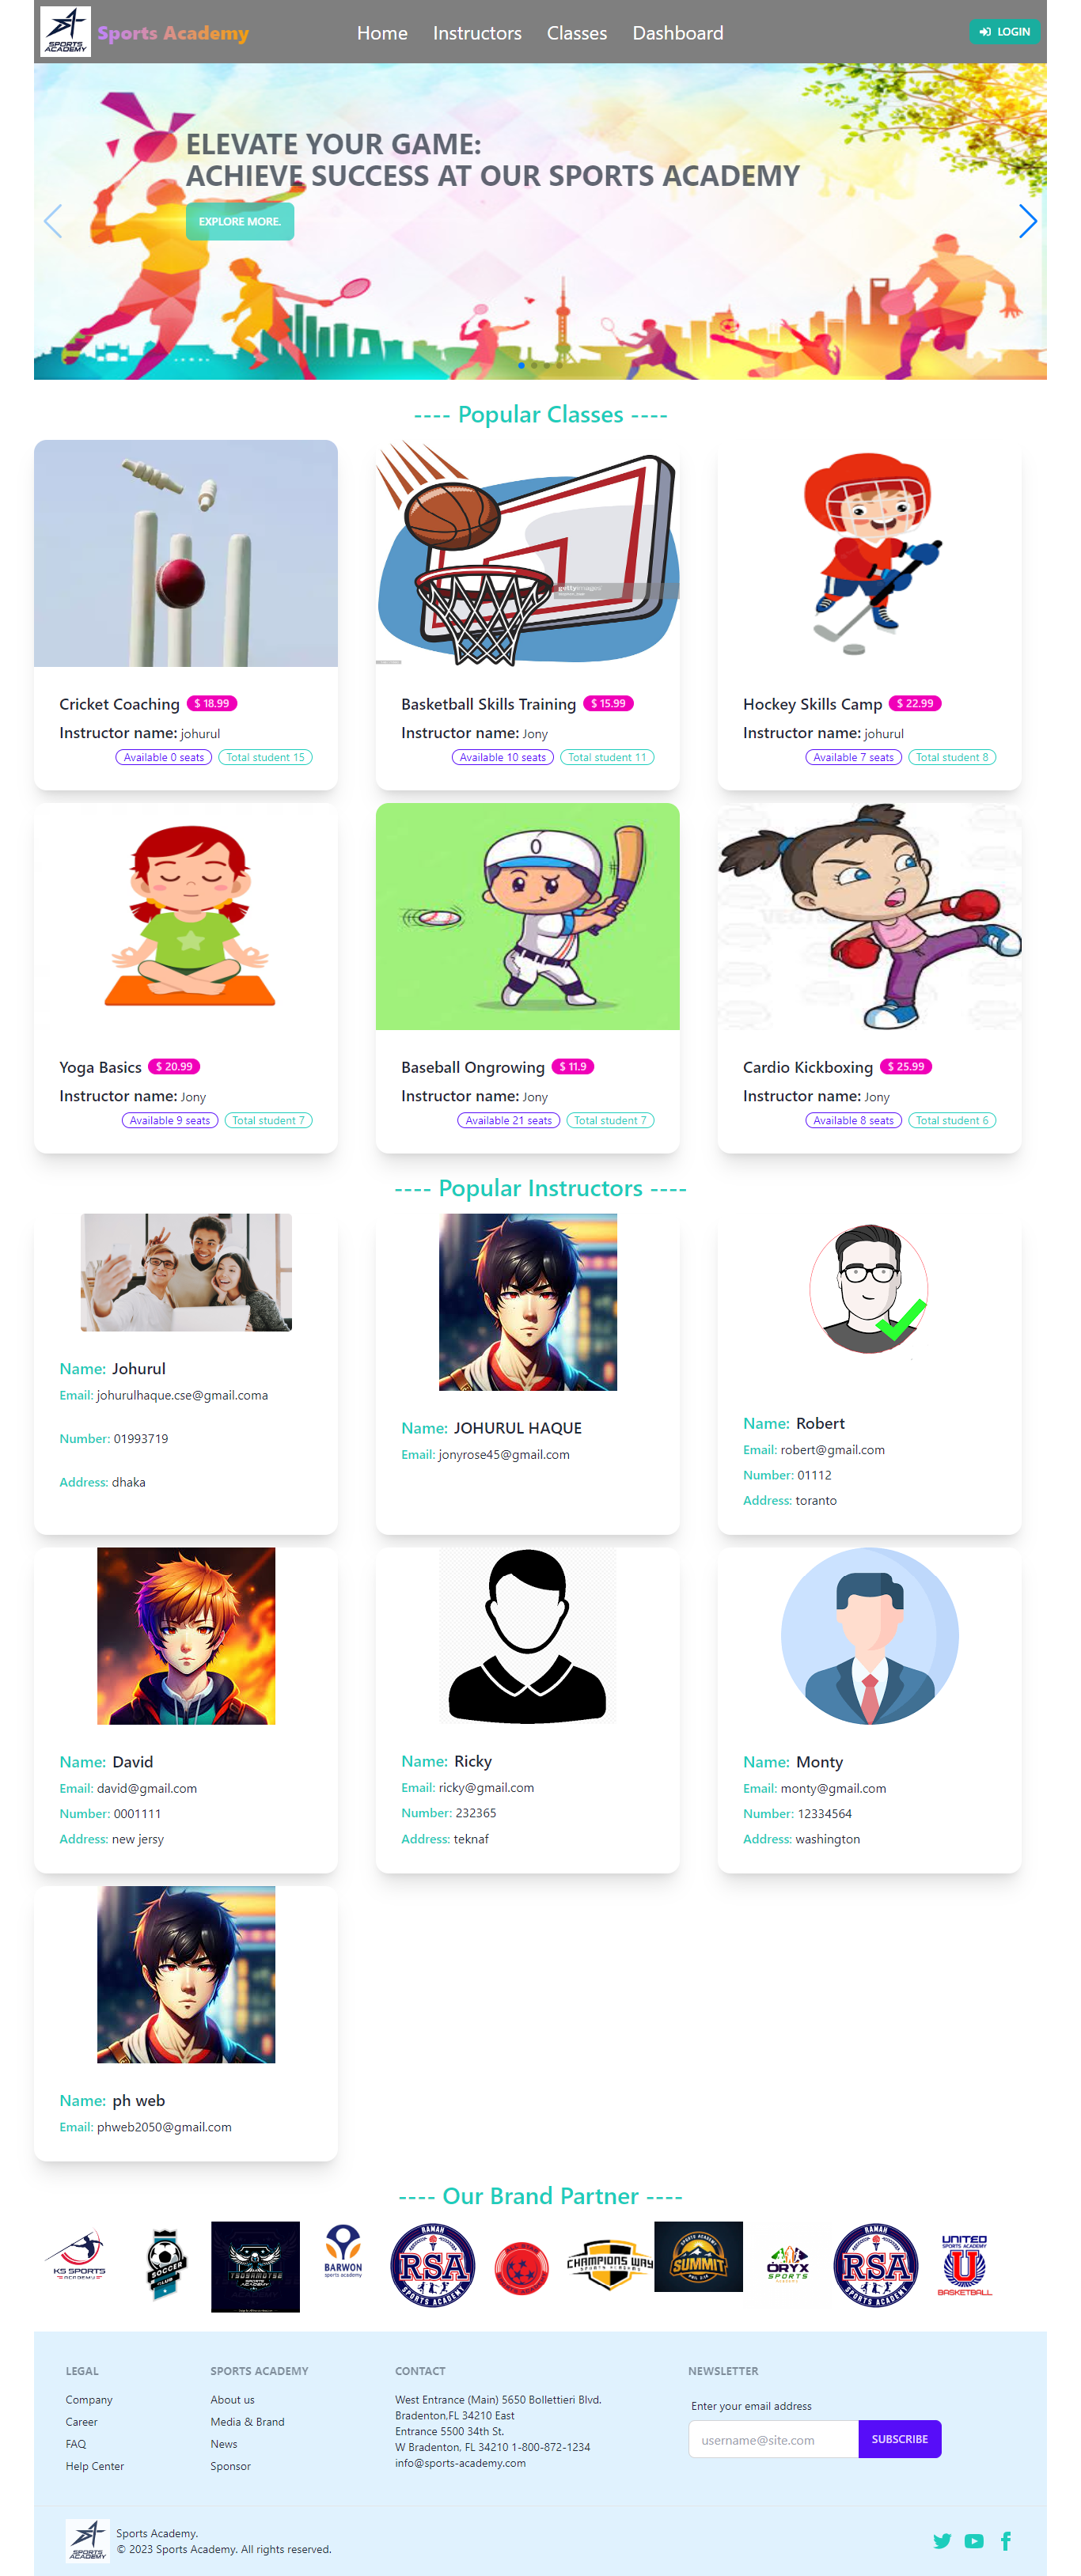 SPORTS
ACADEMY
Sports Academy
Home
Instructors
Classes
Dashboard
LOGIN
ELEVATE YOUR GAME:
ACHIEVE SUCCESS AT OUR SPORTS ACADEMY
EXPLORE MORE.
---- Popular Classes ----
gettyimages
Cricket Coaching $ 18.99
Instructor name: johurul
Available 0 seats Total student 15
Basketball Skills Training $ 15.99
Instructor name: Jony
Available 10 seats Total student 11
Hockey Skills Camp $ 22.99
Instructor name: johurul
Available 7 seats Total student 8
Yoga Basics $ 20.99
Instructor name: Jony
Available 9 seats Total student 7
Baseball Ongrowing $ 11.9
Instructor name: Jony
Available 21 seats Total student 7
Cardio Kickboxing $ 25.99
Instructor name: Jony
Available 8 seats Total student 6
---- Popular Instructors ----
Name: Johurul
Email: johurulhaque.cse@gmail.coma
Number: 01993719
Address: dhaka
Name: JOHURUL HAQUE
Email: jonyrose45@gmail.com
Name: Robert
Email: robert@gmail.com
Number: 01112
Address: toranto
Name: David
Email: david@gmail.com
Number: 0001111
Address: new jersy
Name: Ricky
Email: ricky@gmail.com
Number: 232365
Address: teknaf
Name: Monty
Email: monty@gmail.com
Number: 12334564
Address: washington
Name: ph web
Email: phweb2050@gmail.com
---- Our Brand Partner ----
KS SPORTS
ACADEMY
SOCCER
BARWON
sports academy
RAMAH
RSA
SPORTS ACADEMY
CHAMPIONS WAY
SPORTS ACADEMY
SUMMIT
ORYX
SPORTS
RAMAH
RSA
SPORTS ACADEMY
UNITED
SPORTS ACADEMY
U
BASKETBALL
LEGAL
Company
Career
FAQ
Help Center
SPORTS ACADEMY
About us
Media & Brand
News
Sponsor
CONTACT
West Entrance (Main) 5650 Bollettieri Blvd.
Bradenton,FL 34210 East
Entrance 5500 34th St.
W Bradenton, FL 34210 1-800-872-1234
info@sports-academy.com
NEWSLETTER
Enter your email address
username@site.com
SUBSCRIBE
SPORTS
ACADEMY
Sports Academy.
© 2023 Sports Academy. All rights reserved.